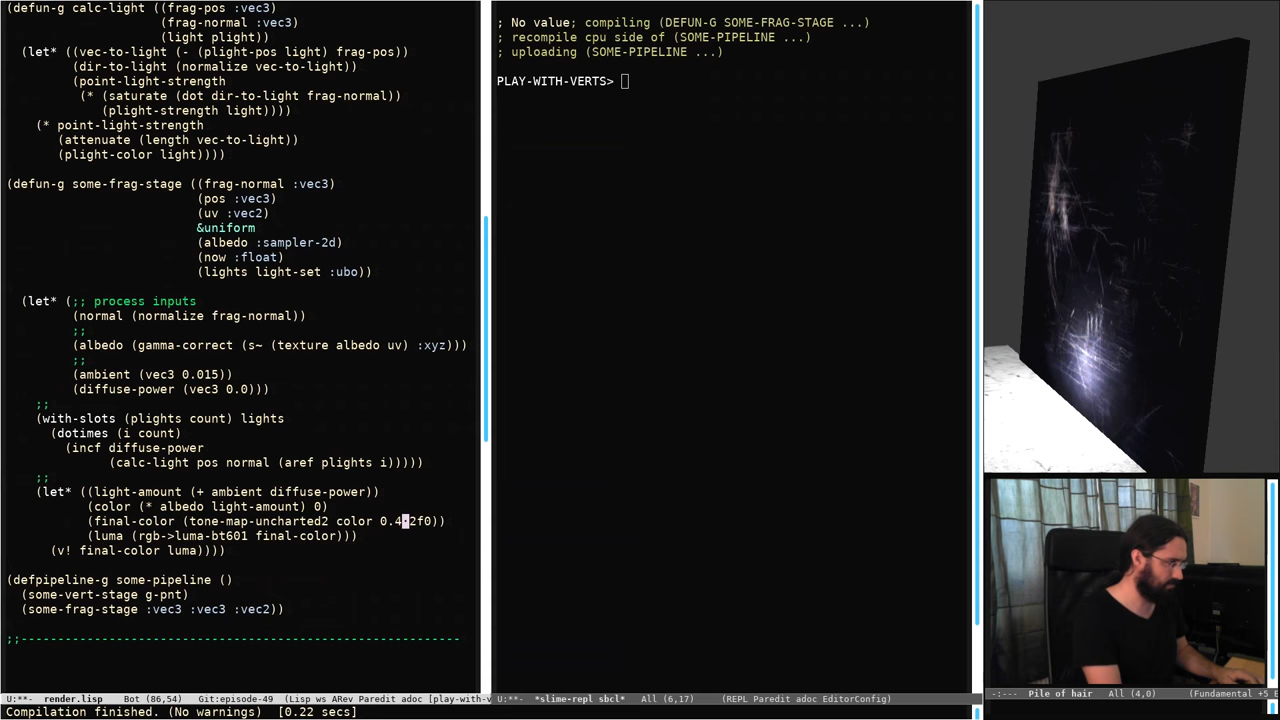 (defun-g calc-light ((frag-pos :vec3)
(frag-normal :vec3)
(light plight))
(let* ((vec-to-light (- (plight-pos light) frag-pos))
(dir-to-light (normalize vec-to-light))
(point-light-strength
(* (saturate (dot dir-to-light frag-normal))
(plight-strength light))))
(* point-light-strength
(attenuate (length vec-to-light))
(plight-color light))))
(defun-g some-frag-stage ((frag-normal :vec3)
(pos :vec3)
(uv :vec2)
&uniform
(albedo :sampler-2d)
(now :float)
(lights light-set :ubo))
(let* (;; process inputs
(normal (normalize frag-normal))
;;
(albedo (gamma-correct (s~ (texture albedo uv) :xyz)))
;;
(ambient (vec3 0.015))
(diffuse-power (vec3 0.0)))
;;
(with-slots (plights count) lights
(dotimes (i count)
(incf diffuse-power
(calc-light pos normal (aref plights i)))))
;;
(let* ((light-amount (+ ambient diffuse-power))
(color (* albedo light-amount) 0)
(final-color (tone-map-uncharted2 color 0.4 2f0))
(luma (rgb->luma-bt601 final-color)))
(v! final-color luma))))
(defpipeline-g some-pipeline ()
(some-vert-stage g-pnt)
(some-frag-stage :vec3 :vec3 :vec2))
;;------------------------------------------------------------
U:**- render.lisp Bot (86,54) Git:episode-49 (Lisp ws ARev Paredit adoc [play-with-v
Compilation finished. (No warnings) [0.22 secs]
; No value; compiling (DEFUN-G SOME-FRAG-STAGE ...)
; recompile cpu side of (SOME-PIPELINE ...)
; uploading (SOME-PIPELINE ...)
PLAY-WITH-VERTS>
U:**- *slime-repl sbcl* All (6,17) (REPL Paredit adoc EditorConfig)
-:--- Pile of hair All (4,0) (Fundamental +5 E